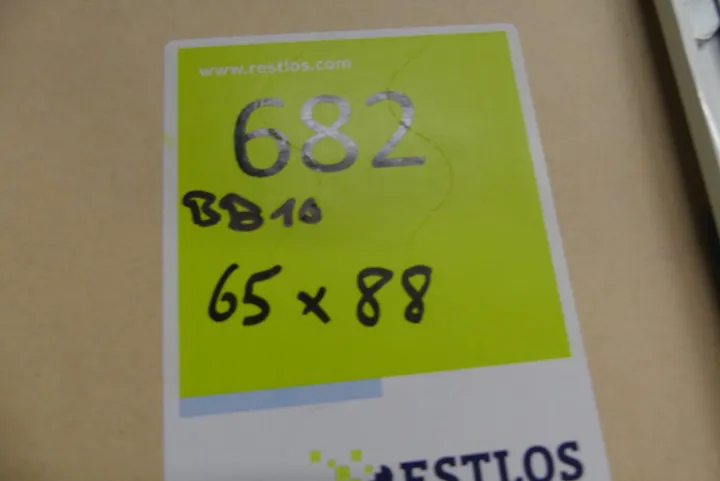 www.restlos.com
682
BB10
65 x 88
RESTLOS